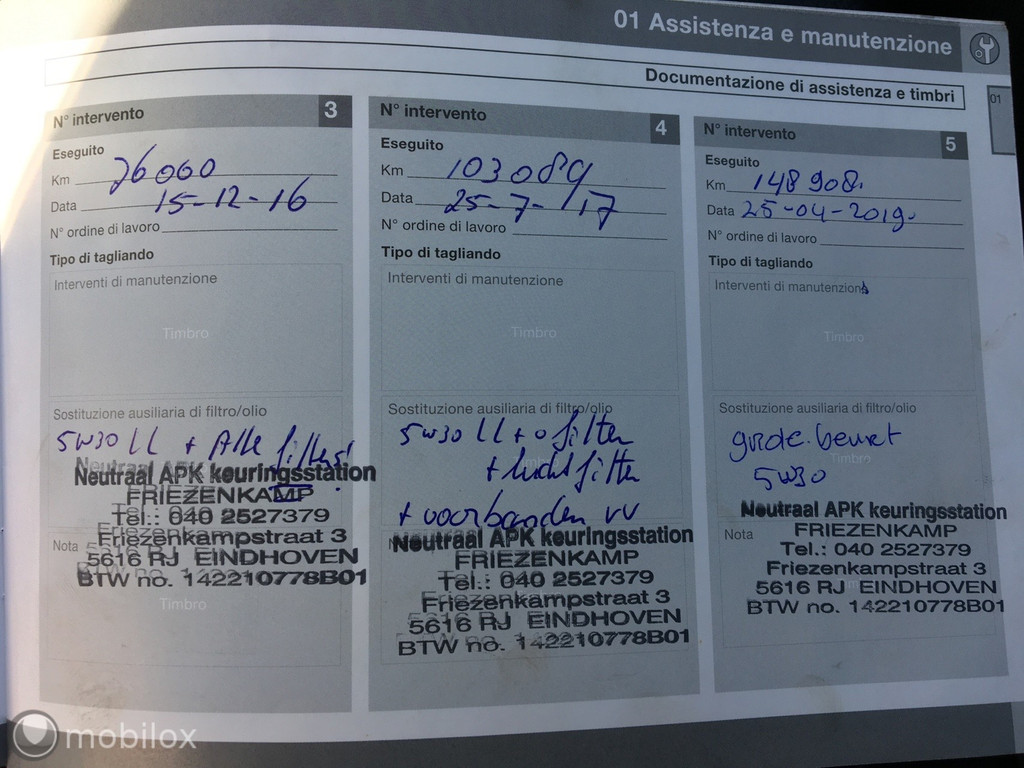 01 Assistenza e manutenzione
Documentazione di assistenza e timbri
01
N° intervento 3
Eseguito
Km 76000
Data 15-12-16
N° ordine di lavoro
Tipo di tagliando
Interventi di manutenzione
Timbro
Sostituzione ausiliaria di filtro/olio
5W30 LL + Alle filters!
Neutraal APK keuringsstation
FRIEZENKAMP
Tel.: 040 2527379
Friezenkampstraat 3
Nota
5616 RJ EINDHOVEN
BTW no. 142210778B01
Timbro
N° intervento 4
Eseguito
Km 103089
Data 25-7-17
N° ordine di lavoro
Tipo di tagliando
Interventi di manutenzione
Timbro
Sostituzione ausiliaria di filtro/olio
5W30 LL + o filter
+ lucht filter
+ voorbanden vv
Neutraal APK keuringsstation
FRIEZENKAMP
Tel.: 040 2527379
Friezenkampstraat 3
5616 RJ EINDHOVEN
BTW no. 142210778B01
N° intervento 5
Eseguito
Km 148908.
Data 25-04-2019.
N° ordine di lavoro
Tipo di tagliando
Interventi di manutenzione
Timbro
Sostituzione ausiliaria di filtro/olio
grote beurt
Timbro
5W30
Neutraal APK keuringsstation
Nota
FRIEZENKAMP
Tel.: 040 2527379
Friezenkampstraat 3
5616 RJ EINDHOVEN
BTW no. 142210778B01
mobilox